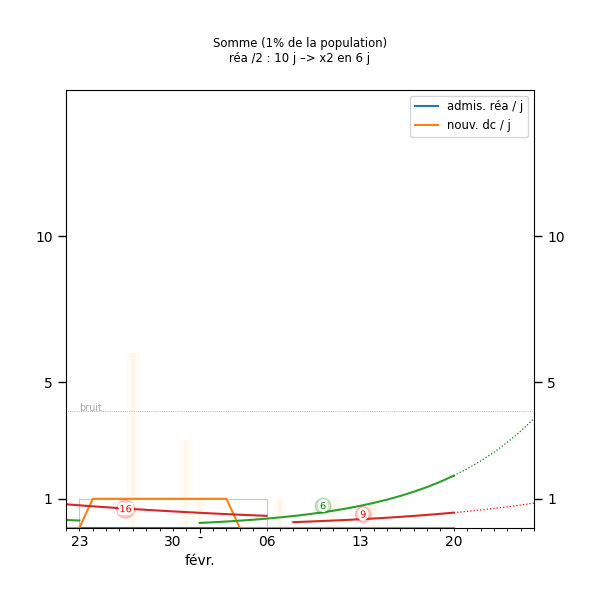 Somme (1% de la population)
réa /2 : 10 j –> x2 en 6 j
admis. réa / j
nouv. dc / j
10
10
5
5
bruit
1
1
-16
6
9
23
30
-
06
13
20
févr.